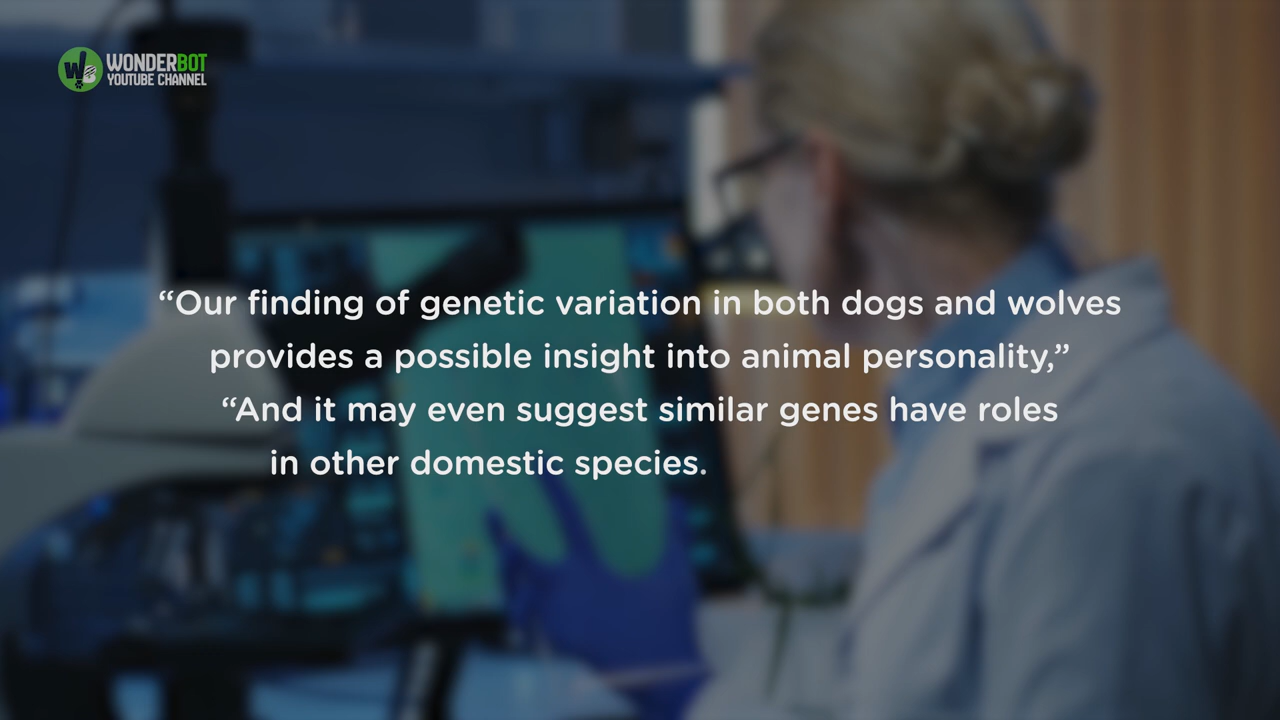 WONDERBOT
YOUTUBE CHANNEL
“Our finding of genetic variation in both dogs and wolves
provides a possible insight into animal personality,”
“And it may even suggest similar genes have roles
in other domestic species.